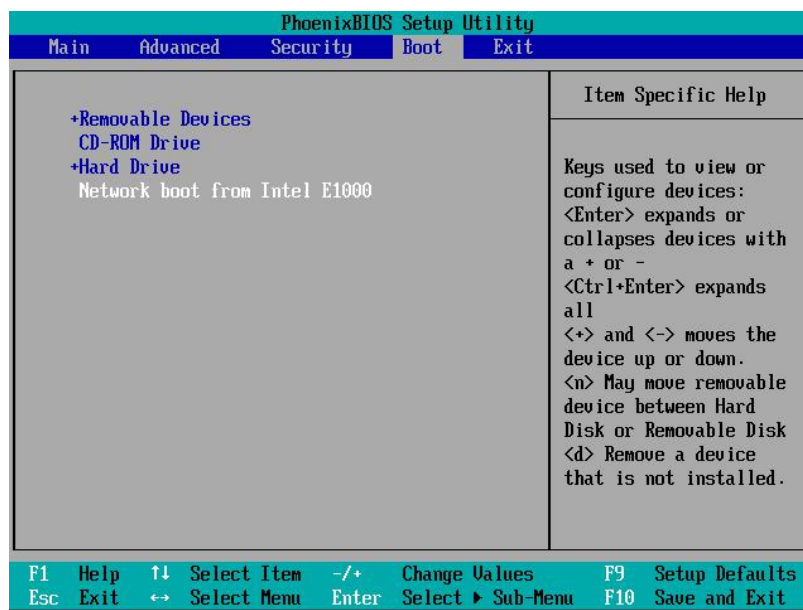 PhoenixBIOS Setup Utility
Main Advanced Security Boot Exit
+Removable Devices
CD-ROM Drive
+Hard Drive
Network boot from Intel E1000
Item Specific Help
Keys used to view or
configure devices:
<Enter> expands or
collapses devices with
a + or -
<Ctrl+Enter> expands
all
<+> and <-> moves the
device up or down.
<n> May move removable
device between Hard
Disk or Removable Disk
<d> Remove a device
that is not installed.
F1 Help ↑↓ Select Item -/+ Change Values F9 Setup Defaults
Esc Exit ↔ Select Menu Enter Select ▶ Sub-Menu F10 Save and Exit